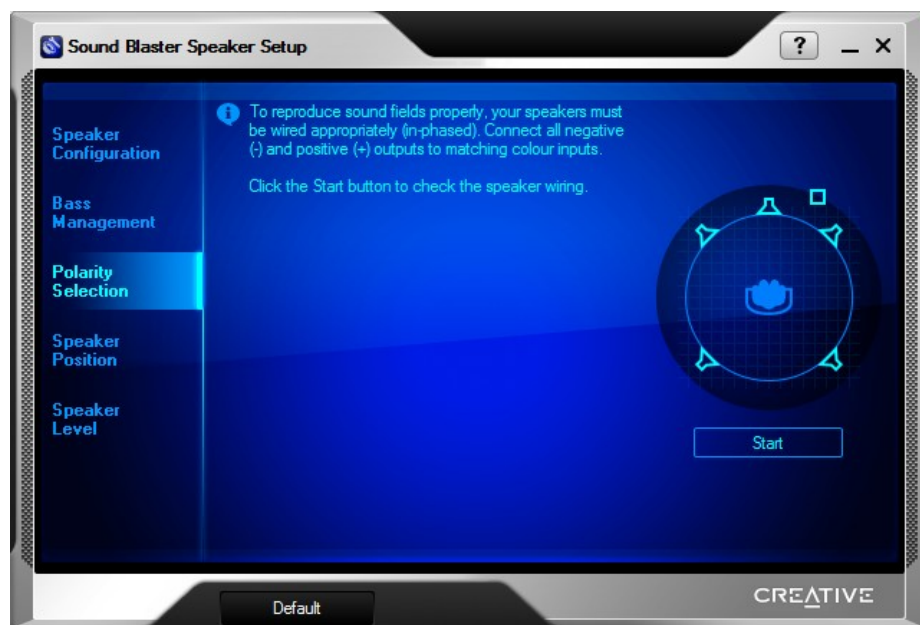 Sound Blaster Speaker Setup
?
Speaker
Configuration
Bass
Management
Polarity
Selection
Speaker
Position
Speaker
Level
To reproduce sound fields properly, your speakers must
be wired appropriately (in-phased). Connect all negative
(-) and positive (+) outputs to matching colour inputs.
Click the Start button to check the speaker wiring.
Start
Default
CREATIVE